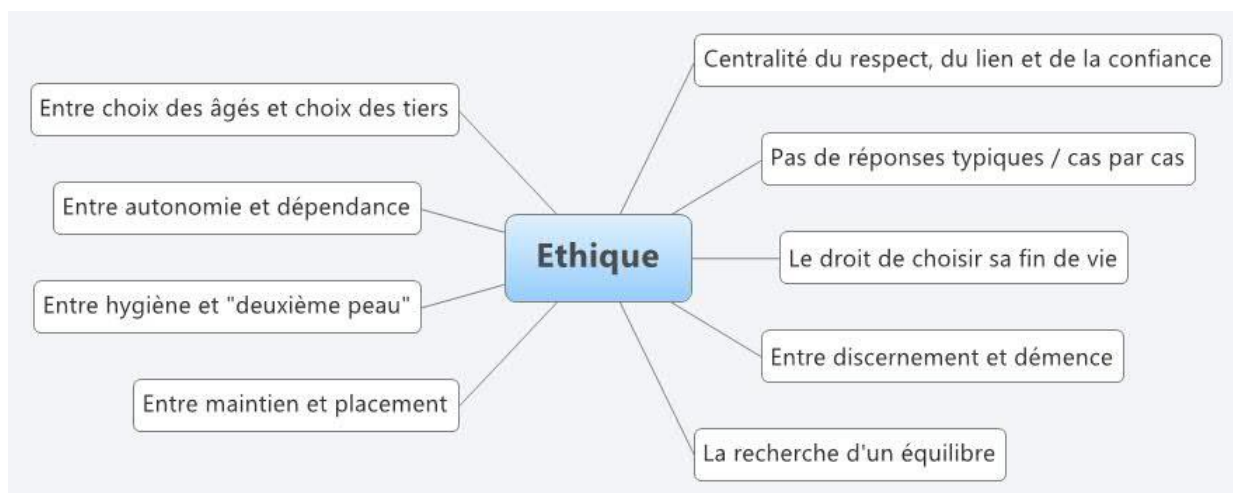 Centralité du respect, du lien et de la confiance
Entre choix des âgés et choix des tiers
Pas de réponses typiques / cas par cas
Entre autonomie et dépendance
Ethique
Le droit de choisir sa fin de vie
Entre hygiène et "deuxième peau"
Entre discernement et démence
Entre maintien et placement
La recherche d'un équilibre